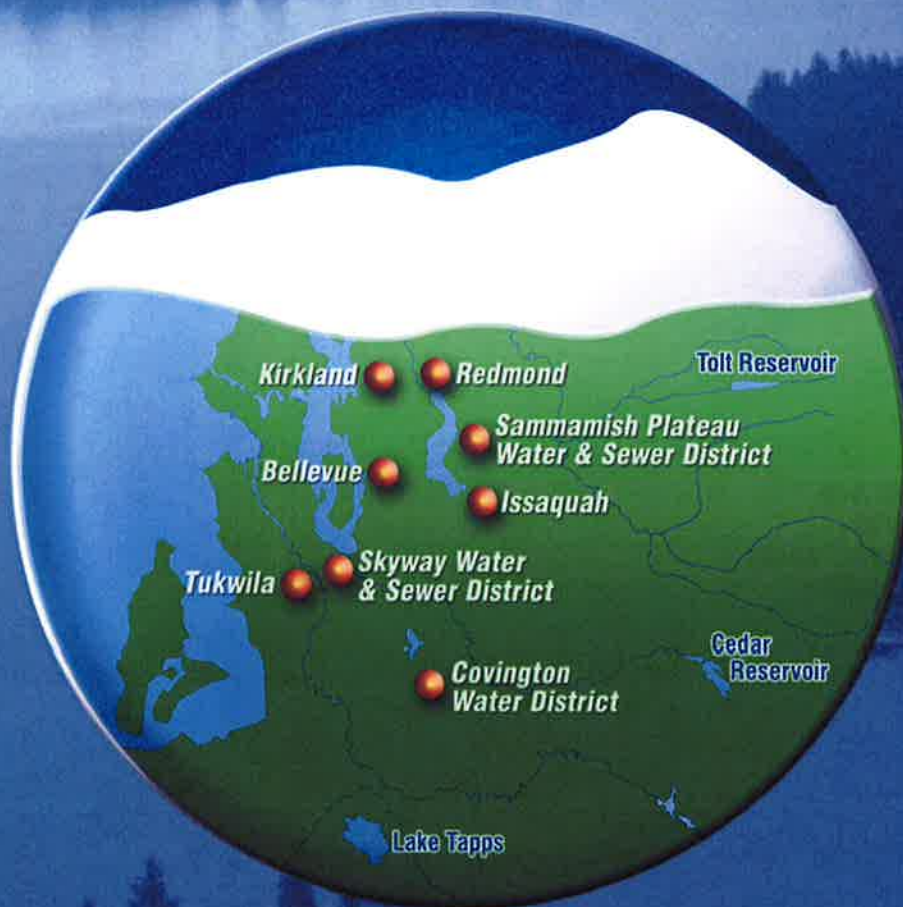 Kirkland
Redmond
Tolt Reservoir
Sammamish Plateau
Water & Sewer District
Bellevue
Issaquah
Skyway Water
& Sewer District
Tukwila
Cedar
Reservoir
Covington
Water District
Lake Tapps